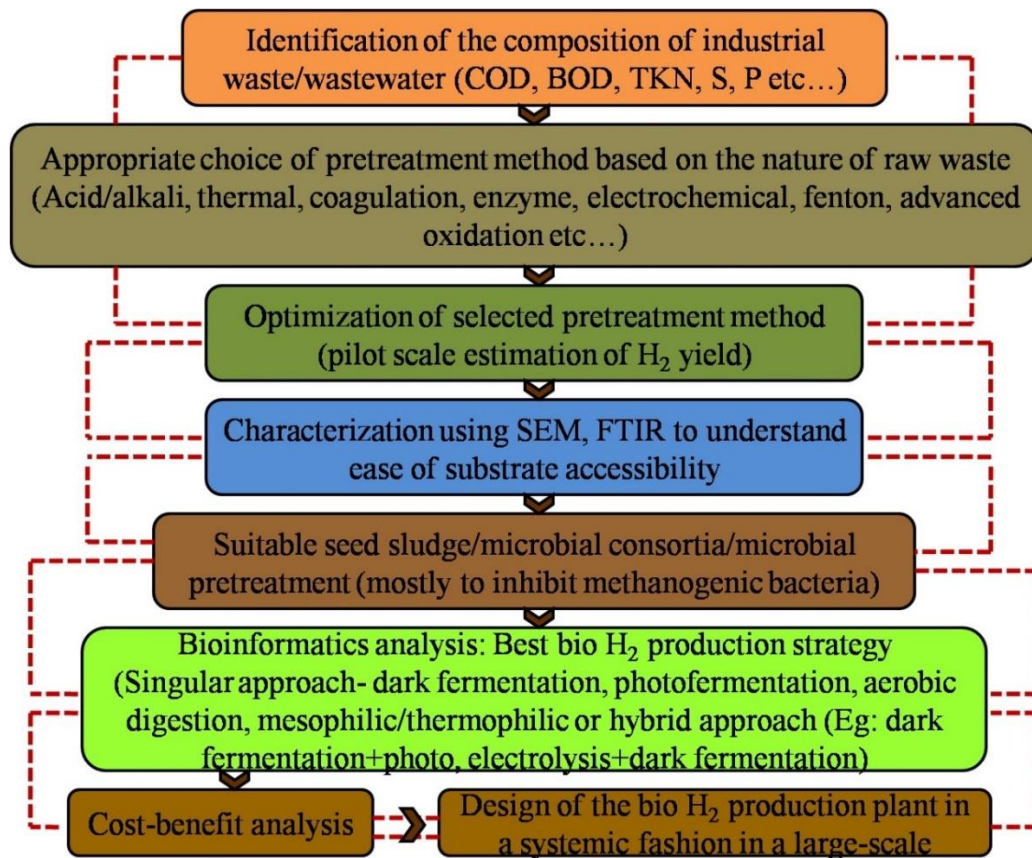 Identification of the composition of industrial
waste/wastewater (COD, BOD, TKN, S, P etc…)
Appropriate choice of pretreatment method based on the nature of raw waste
(Acid/alkali, thermal, coagulation, enzyme, electrochemical, fenton, advanced
oxidation etc…)
Optimization of selected pretreatment method
(pilot scale estimation of H₂ yield)
Characterization using SEM, FTIR to understand
ease of substrate accessibility
Suitable seed sludge/microbial consortia/microbial
pretreatment (mostly to inhibit methanogenic bacteria)
Bioinformatics analysis: Best bio H₂ production strategy
(Singular approach- dark fermentation, photofermentation, aerobic
digestion, mesophilic/thermophilic or hybrid approach (Eg: dark
fermentation+photo, electrolysis+dark fermentation)
Cost-benefit analysis
Design of the bio H₂ production plant in
a systemic fashion in a large-scale